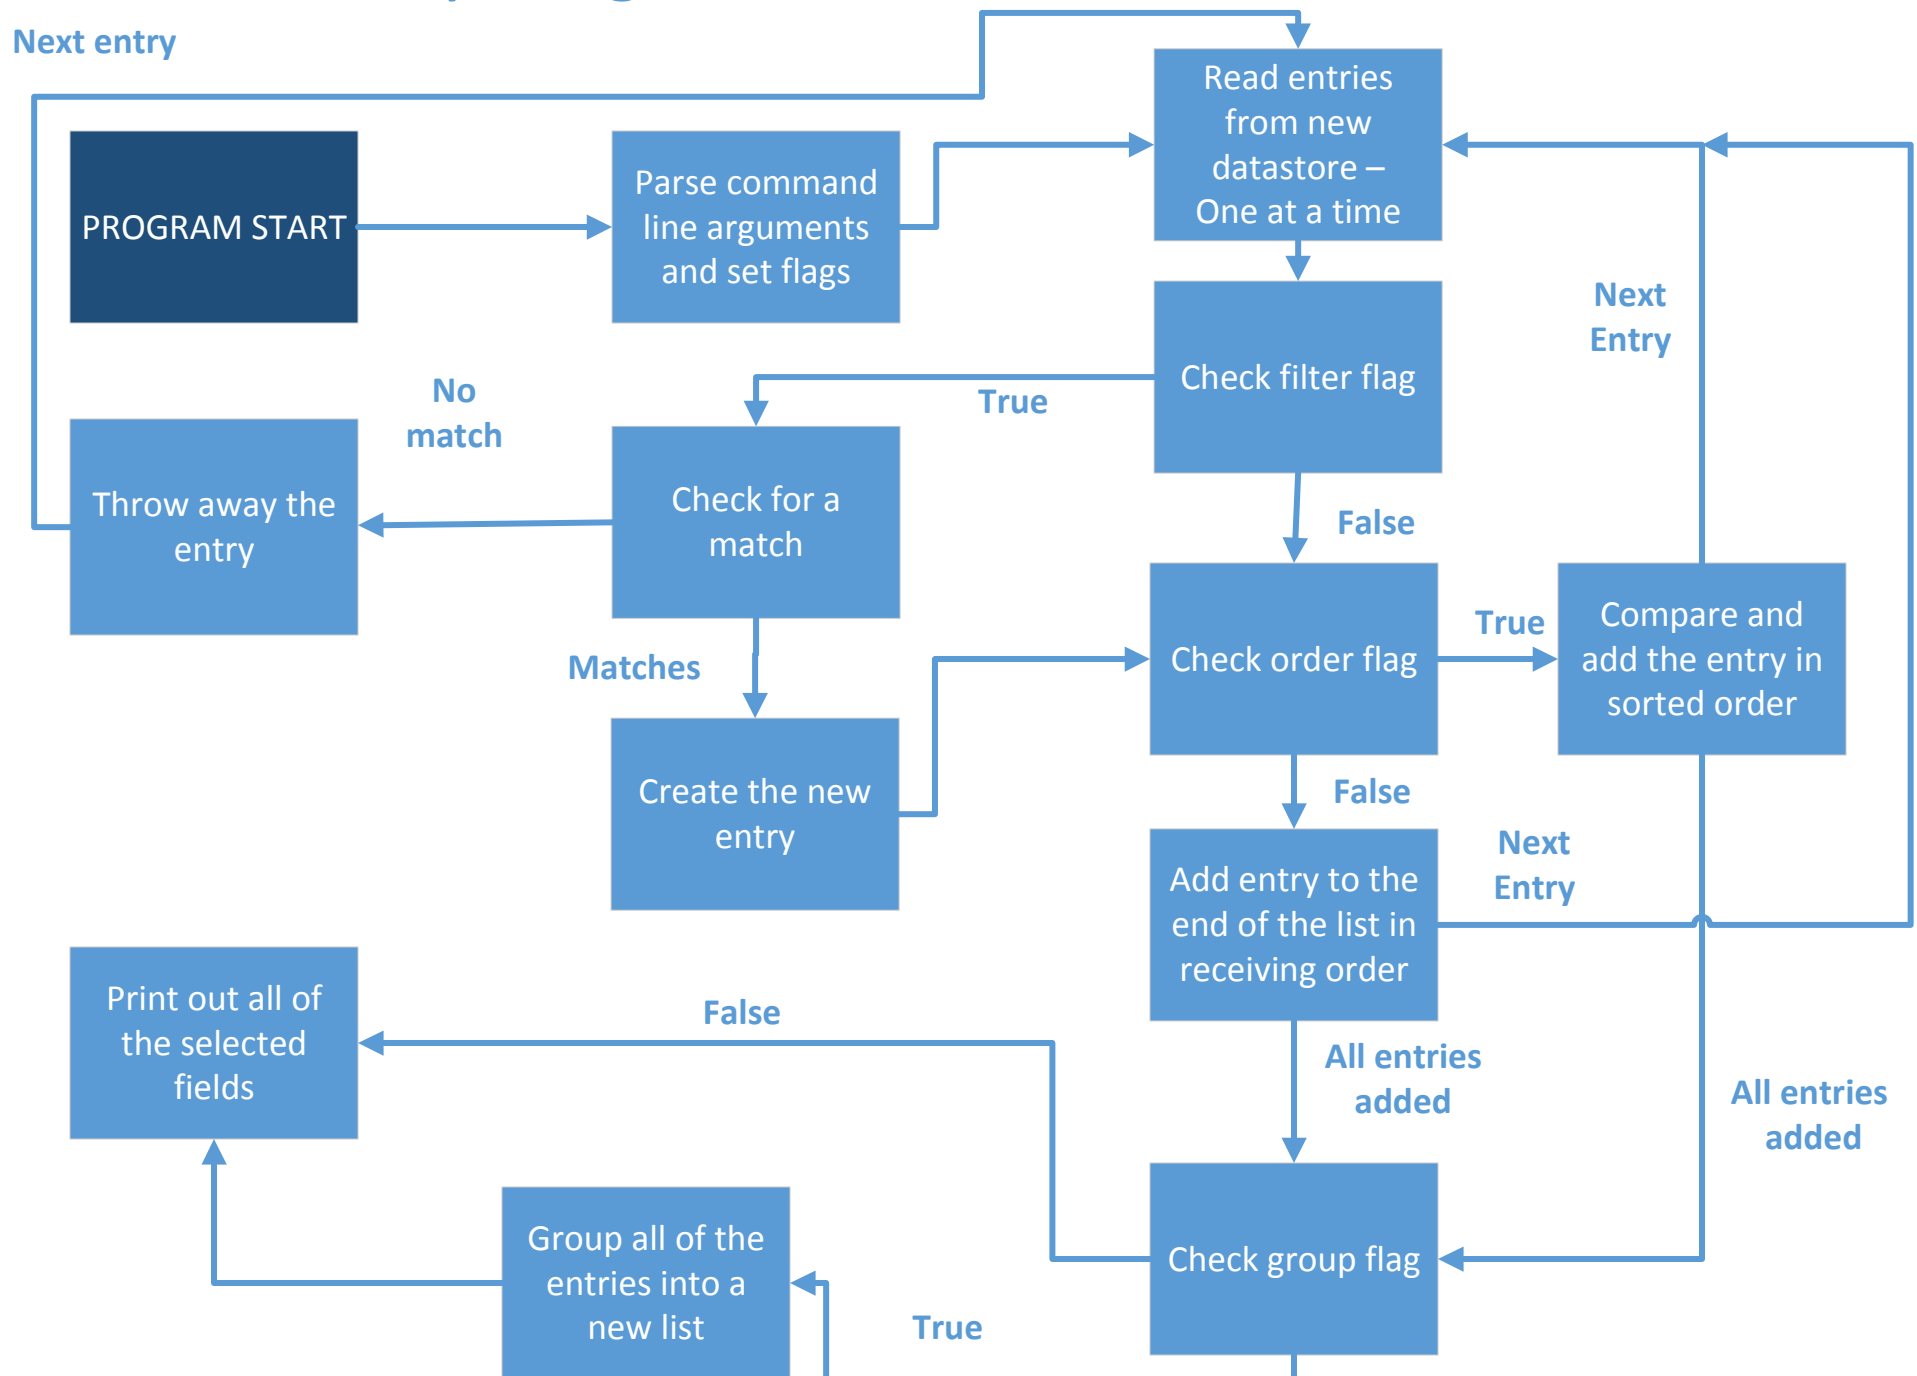 Next entry
Read entries
from new
datastore –
One at a time
PROGRAM START
Parse command
line arguments
and set flags
Next
Entry
Check filter flag
True
No
match
Throw away the
entry
Check for a
match
False
Check order flag
True
Compare and
add the entry in
sorted order
Matches
Create the new
entry
False
Next
Entry
Add entry to the
end of the list in
receiving order
Print out all of
the selected
fields
False
All entries
added
All entries
added
Group all of the
entries into a
new list
True
Check group flag